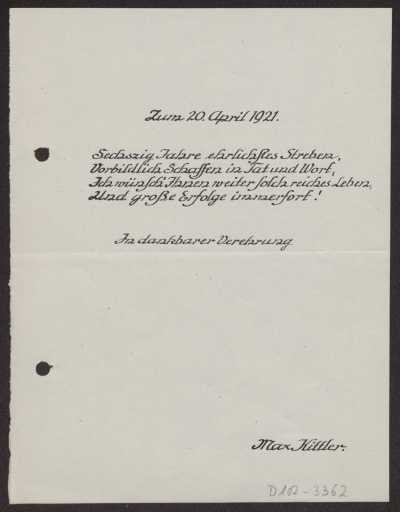 Zum 20. April 1921.
Sechszig Jahre ehrlichstes Streben,
Vorbildlich Schaffen in Tat und Wort,
Ich wünsch Ihnen weiter solch reiches Leben,
Und große Erfolge immerfort!
In dankbarer Verehrung
Max Kittler.
D102-3362